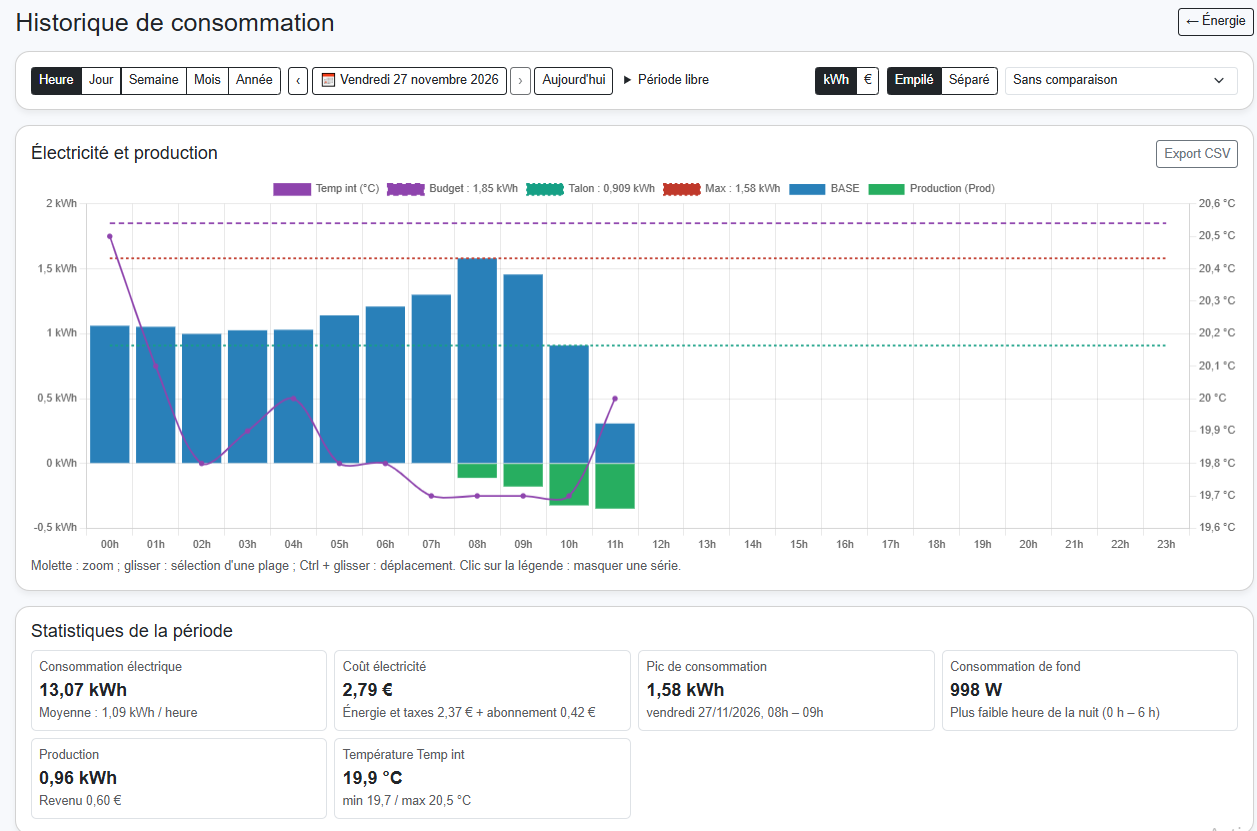 Historique de consommation
← Énergie
Heure Jour Semaine Mois Année ‹ Vendredi 27 novembre 2026 › Aujourd'hui ▶ Période libre kWh € Empilé Séparé Sans comparaison
Électricité et production
Export CSV
Temp int (°C) Budget : 1,85 kWh Talon : 0,909 kWh Max : 1,58 kWh BASE Production (Prod)
2 kWh 20,6 °C
20,5 °C
1,5 kWh 20,4 °C
20,3 °C
1 kWh 20,2 °C
20,1 °C
0,5 kWh 20 °C
19,9 °C
0 kWh 19,8 °C
19,7 °C
-0,5 kWh 19,6 °C
00h 01h 02h 03h 04h 05h 06h 07h 08h 09h 10h 11h 12h 13h 14h 15h 16h 17h 18h 19h 20h 21h 22h 23h
Molette : zoom ; glisser : sélection d'une plage ; Ctrl + glisser : déplacement. Clic sur la légende : masquer une série.
Statistiques de la période
Consommation électrique
13,07 kWh
Moyenne : 1,09 kWh / heure
Coût électricité
2,79 €
Énergie et taxes 2,37 € + abonnement 0,42 €
Pic de consommation
1,58 kWh
vendredi 27/11/2026, 08h – 09h
Consommation de fond
998 W
Plus faible heure de la nuit (0 h – 6 h)
Production
0,96 kWh
Revenu 0,60 €
Température Temp int
19,9 °C
min 19,7 / max 20,5 °C